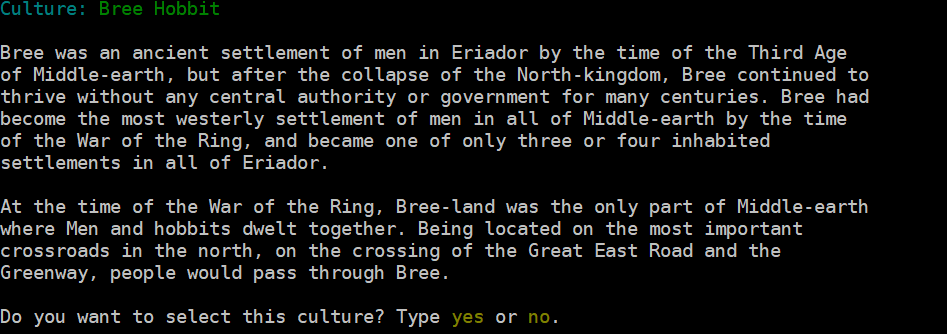 Culture: Bree Hobbit
Bree was an ancient settlement of men in Eriador by the time of the Third Age
of Middle-earth, but after the collapse of the North-kingdom, Bree continued to
thrive without any central authority or government for many centuries. Bree had
become the most westerly settlement of men in all of Middle-earth by the time
of the War of the Ring, and became one of only three or four inhabited
settlements in all of Eriador.
At the time of the War of the Ring, Bree-land was the only part of Middle-earth
where Men and hobbits dwelt together. Being located on the most important
crossroads in the north, on the crossing of the Great East Road and the
Greenway, people would pass through Bree.
Do you want to select this culture? Type yes or no.